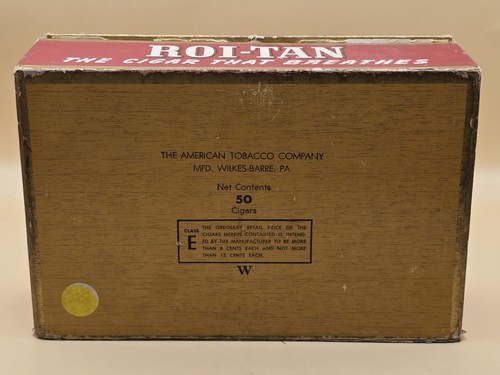 ROI-TAN
THE CIGAR THAT BREATHES
THE AMERICAN TOBACCO COMPANY
MFD. WILKES-BARRE, PA.
Net Contents
50
Cigars
CLASS
E
THE ORDINARY RETAIL PRICE OF THE
CIGARS HEREIN CONTAINED IS INTEND-
ED BY THE MANUFACTURER TO BE MORE
THAN 8 CENTS EACH AND NOT MORE
THAN 15 CENTS EACH.
W